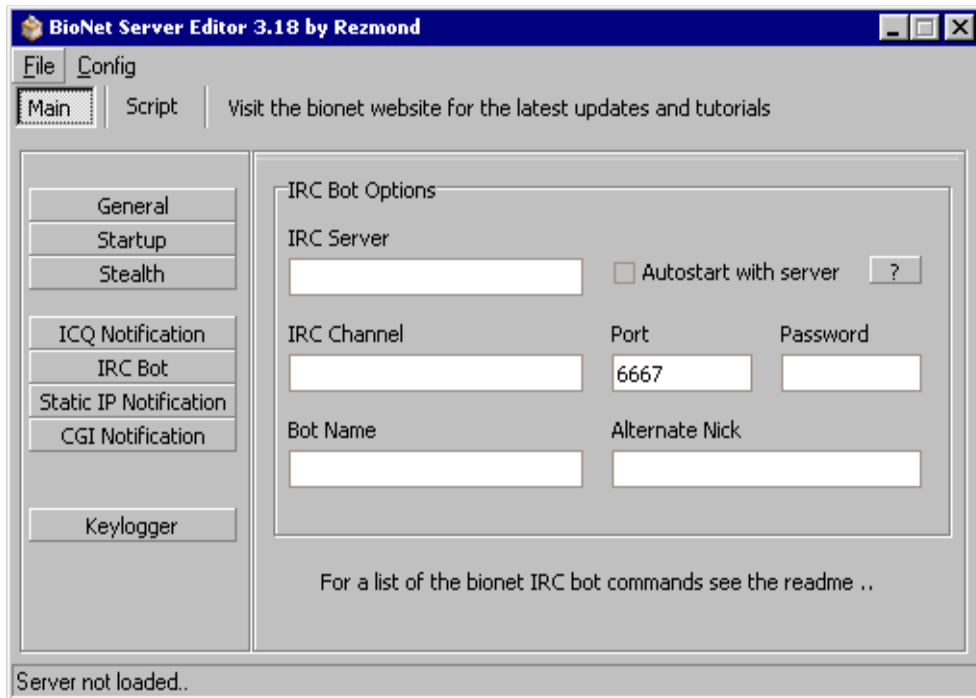 BioNet Server Editor 3.18 by Rezmond
File Config
Main Script Visit the bionet website for the latest updates and tutorials
General
Startup
Stealth
ICQ Notification
IRC Bot
Static IP Notification
CGI Notification
Keylogger
IRC Bot Options
IRC Server
Autostart with server ?
IRC Channel Port Password
6667
Bot Name Alternate Nick
For a list of the bionet IRC bot commands see the readme ..
Server not loaded..